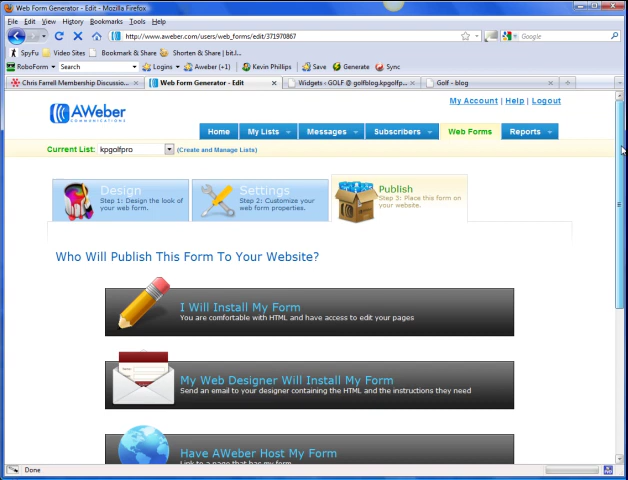 Web Form Generator - Edit - Mozilla Firefox
File Edit View History Bookmarks Tools Help
http://www.aweber.com/users/web_forms/edit/371970867
Google
SpyFu Video Sites Bookmark & Share Shorten & Share | bit.l...
RoboForm Search Logins AWeber (+1) Kevin Phillips Save Generate Sync
Chris Farrell Membership Discussio... Web Form Generator - Edit Widgets ‹ GOLF @ golfblog.kpgolfp... Golf - blog
My Account | Help | Logout
AWeber
COMMUNICATIONS
Home My Lists Messages Subscribers Web Forms Reports
Current List: kpgolfpro (Create and Manage Lists)
Design
Step 1: Design the look of
your web form.
Settings
Step 2: Customize your
web form properties.
Publish
Step 3: Place this form on
your website.
Who Will Publish This Form To Your Website?
I Will Install My Form
You are comfortable with HTML and have access to edit your pages
My Web Designer Will Install My Form
Send an email to your designer containing the HTML and the instructions they need
Have AWeber Host My Form
Link to a page that has my form
Done